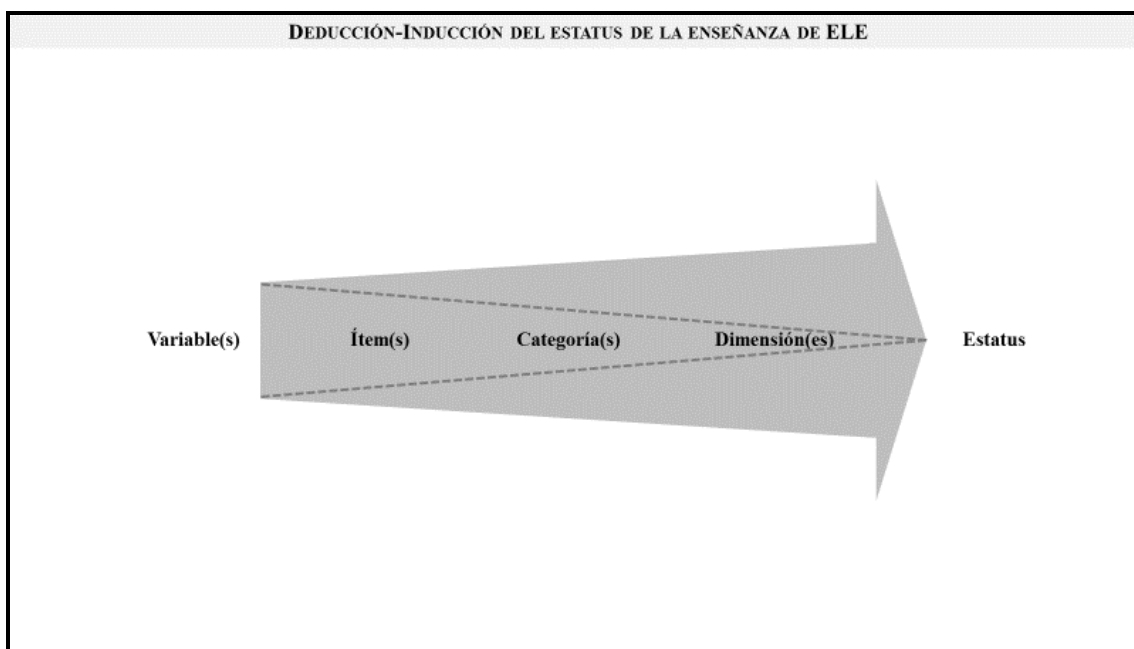 DEDUCCIÓN-INDUCCIÓN DEL ESTATUS DE LA ENSEÑANZA DE ELE
Variable(s) Ítem(s) Categoría(s) Dimensión(es) Estatus